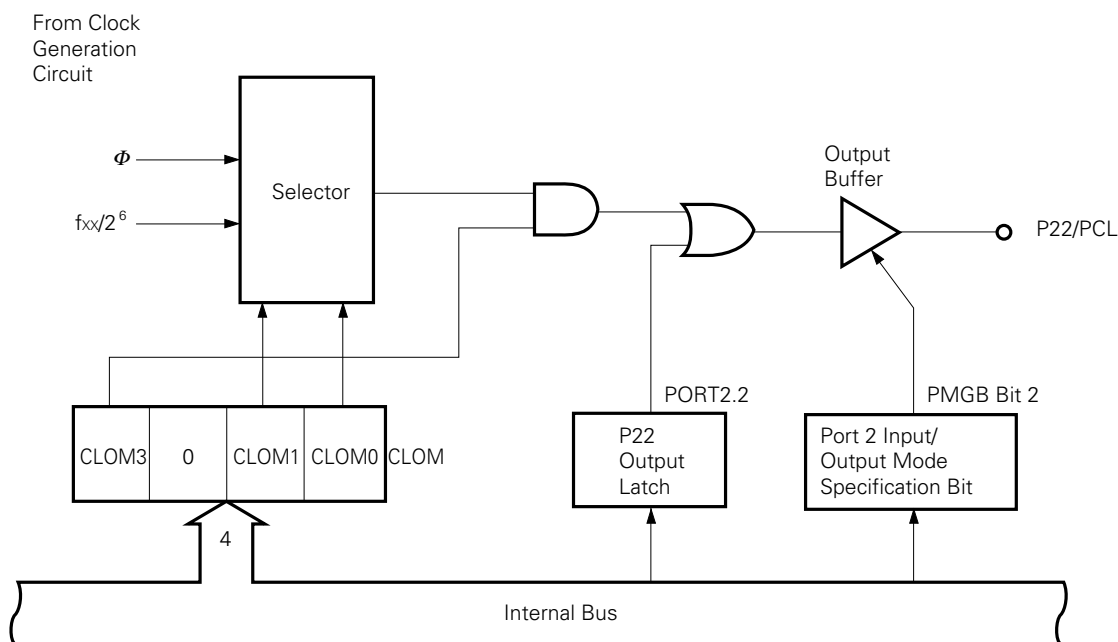 From Clock
Generation
Circuit
Φ
fxx/2⁶
Selector
Output
Buffer
P22/PCL
PORT2.2
PMGB Bit 2
CLOM3 0 CLOM1 CLOM0 CLOM
P22
Output
Latch
Port 2 Input/
Output Mode
Specification Bit
4
Internal Bus